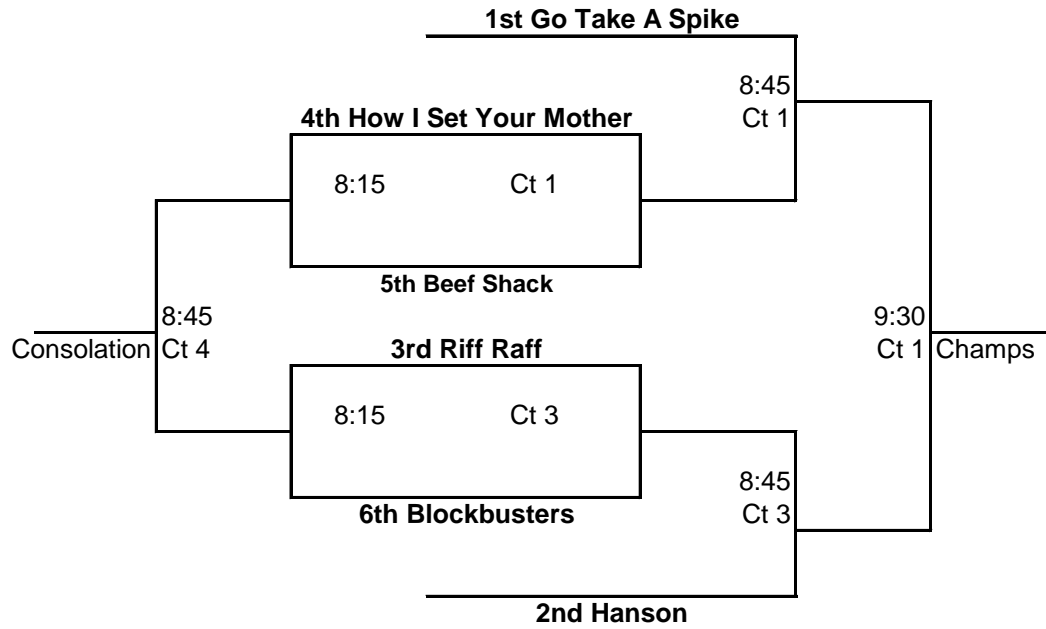 1st Go Take A Spike
8:45
Ct 1
4th How I Set Your Mother
8:15 Ct 1
5th Beef Shack
8:45
Ct 4
Consolation
9:30
Ct 1
Champs
3rd Riff Raff
8:15 Ct 3
6th Blockbusters
8:45
Ct 3
2nd Hanson